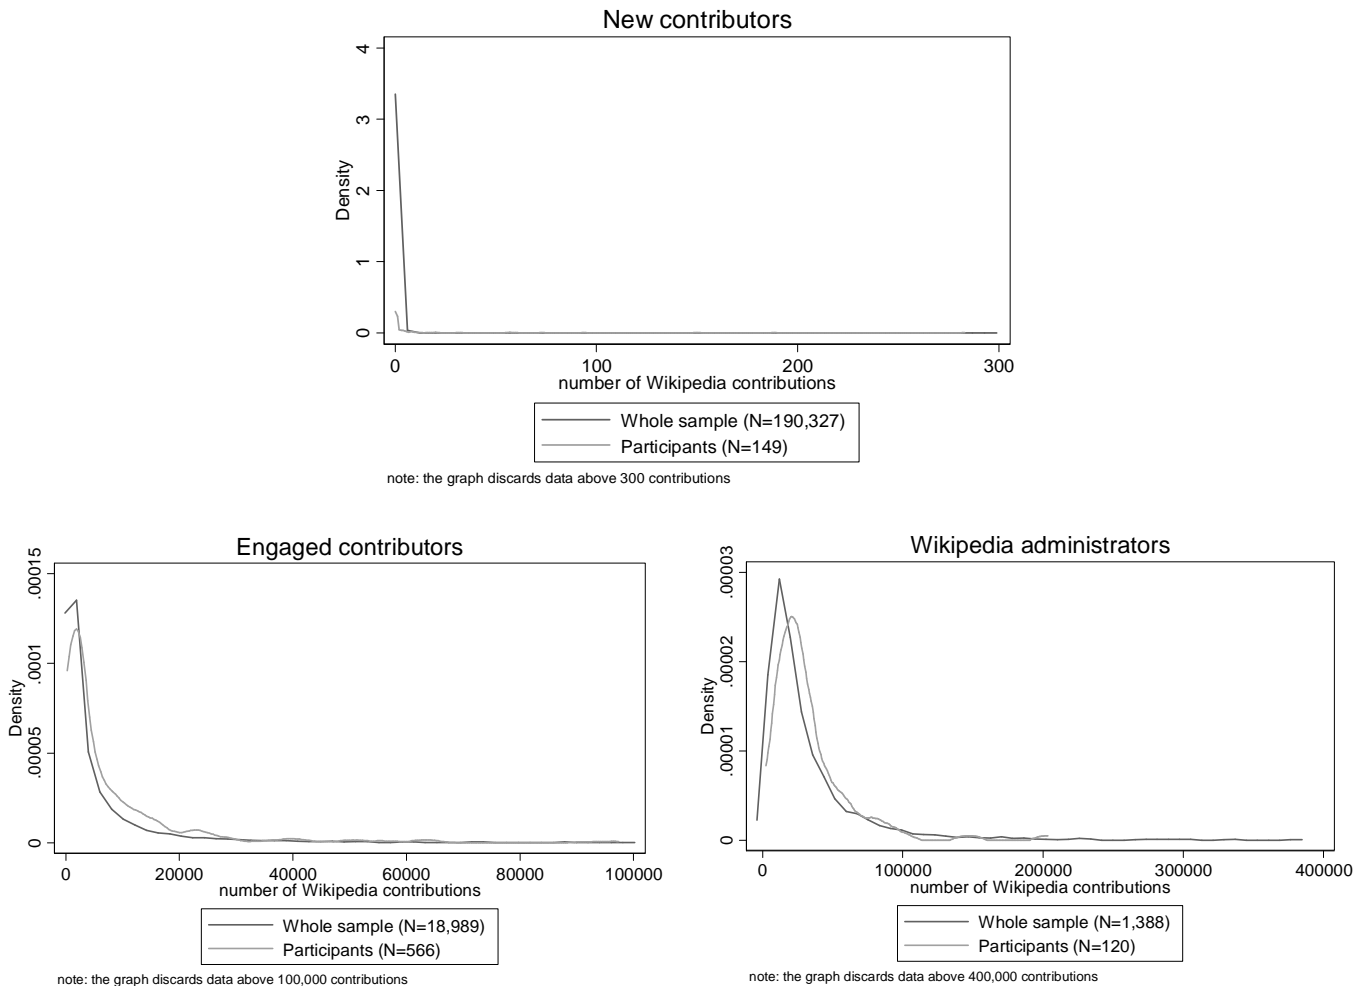 New contributors
Density
4
3
2
1
0
0 100 200 300
number of Wikipedia contributions
Whole sample (N=190,327)
Participants (N=149)
note: the graph discards data above 300 contributions
Engaged contributors
Density
.00015
.0001
.00005
0
0 20000 40000 60000 80000 100000
number of Wikipedia contributions
Whole sample (N=18,989)
Participants (N=566)
note: the graph discards data above 100,000 contributions
Wikipedia administrators
Density
.00003
.00002
.00001
0
0 100000 200000 300000 400000
number of Wikipedia contributions
Whole sample (N=1,388)
Participants (N=120)
note: the graph discards data above 400,000 contributions